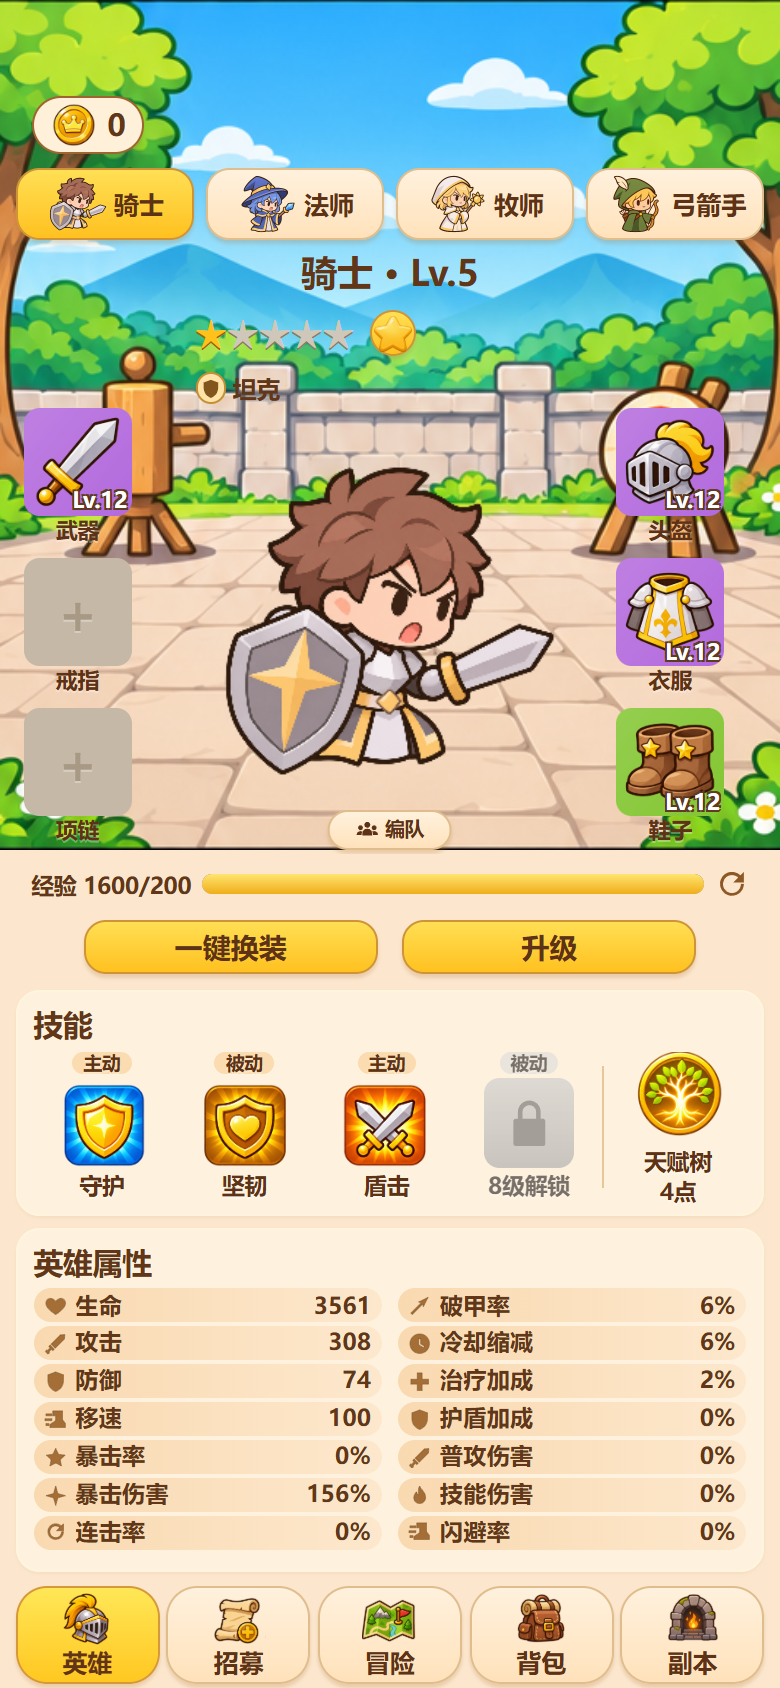 0
骑士
法师
牧师
弓箭手
骑士·Lv.5
坦克
Lv.12
武器
Lv.12
头盔
戒指
Lv.12
衣服
项链
Lv.12
鞋子
编队
经验 1600/200
一键换装
升级
技能
主动
被动
主动
被动
守护
坚韧
盾击
8级解锁
天赋树
4点
英雄属性
生命 3561
破甲率 6%
攻击 308
冷却缩减 6%
防御 74
治疗加成 2%
移速 100
护盾加成 0%
暴击率 0%
普攻伤害 0%
暴击伤害 156%
技能伤害 0%
连击率 0%
闪避率 0%
英雄
招募
冒险
背包
副本